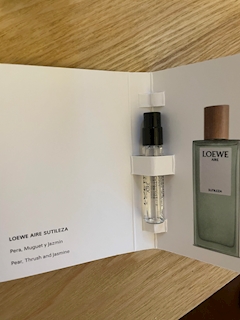 LOEWE AIRE SUTILEZA
Pera, Muguet y Jazmín
Pear, Thrush and Jasmine
LOEWE
AIRE
SUTILEZA